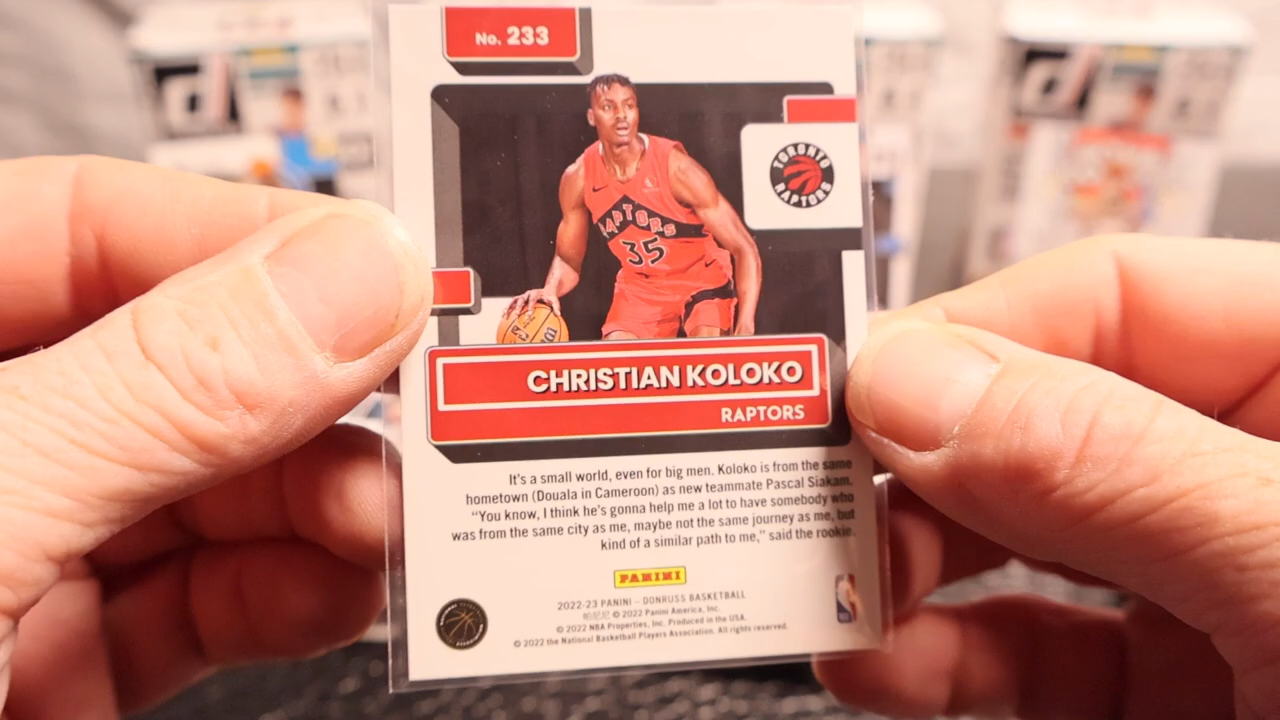 No. 233
TORONTO
RAPTORS
RAPTORS
35
CHRISTIAN KOLOKO
RAPTORS
It's a small world, even for big men. Koloko is from the same
hometown (Douala in Cameroon) as new teammate Pascal Siakam.
"You know, I think he's gonna help me a lot to have somebody who
was from the same city as me, maybe not the same journey as me, but
kind of a similar path to me," said the rookie.
PANINI
2022-23 PANINI – DONRUSS BASKETBALL
© 2022 Panini America, Inc.
© 2022 NBA Properties, Inc. Produced in the USA.
© 2022 the National Basketball Players Association. All rights reserved.